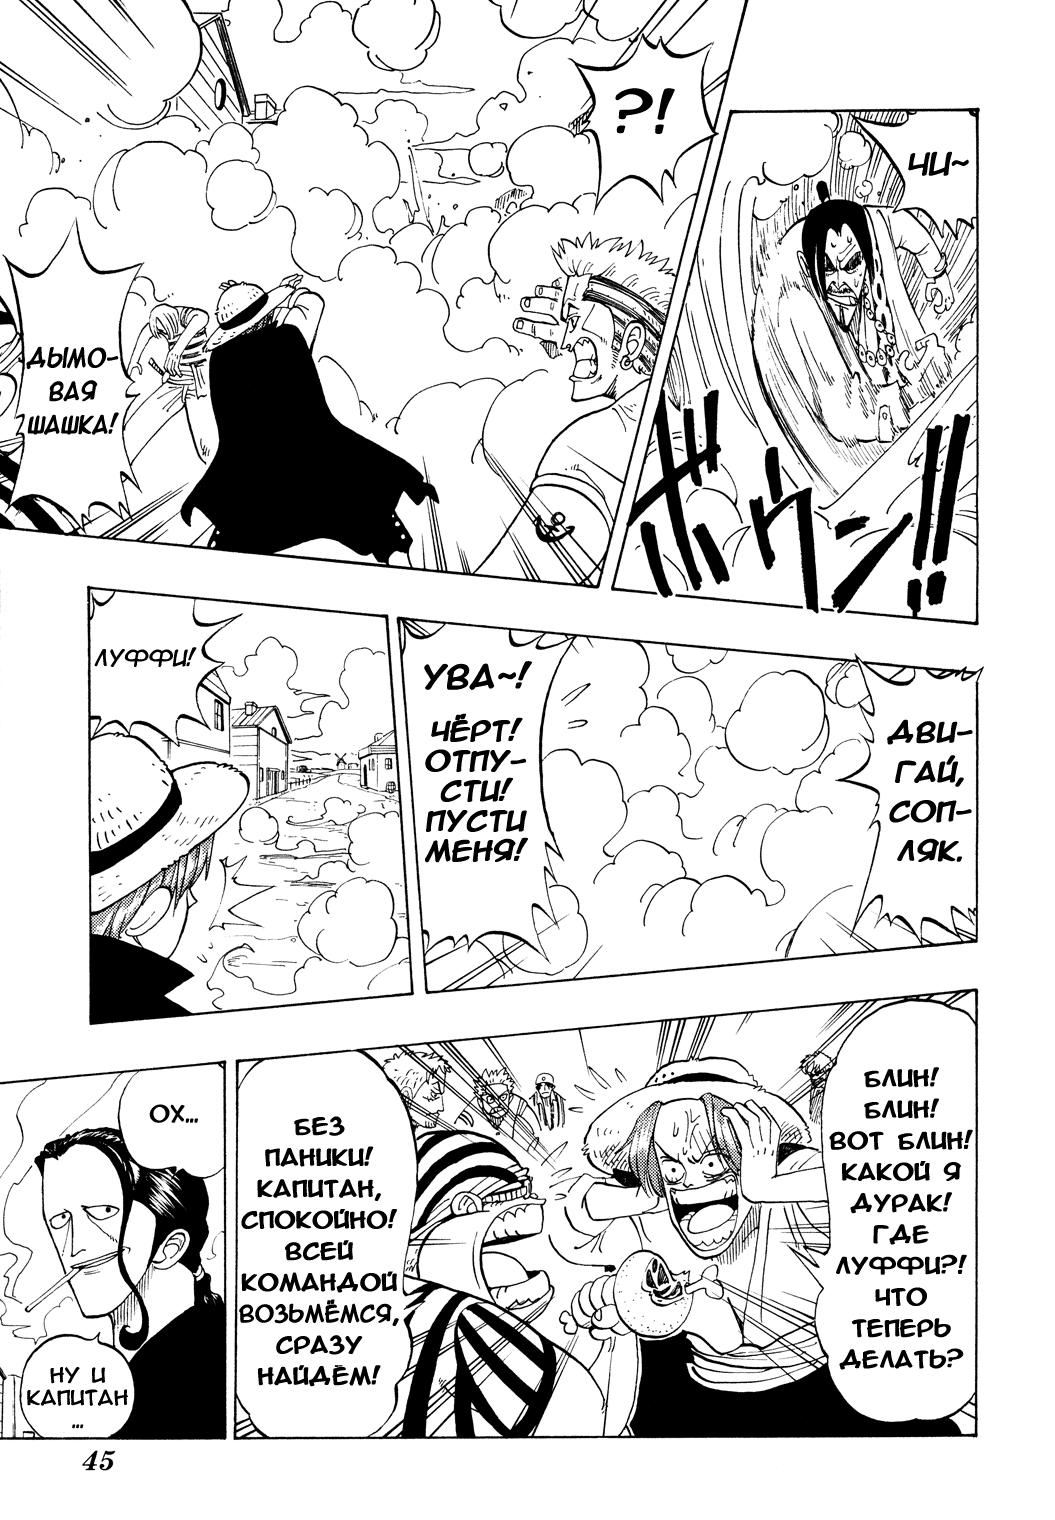 ЧИ~
ボウン!!
?!
ДЫМО-
ВАЯ
ШАШКА!
ДВИ-
ГАЙ,
СОП-
ЛЯК.
УВА~!
ЧЁРТ!
ОТПУ-
СТИ!
ПУСТИ
МЕНЯ!
ЛУФФИ!
БЛИН!
БЛИН!
ВОТ БЛИН!
КАКОЙ Я
ДУРАК!
ГДЕ
ЛУФФИ?!
ЧТО
ТЕПЕРЬ
ДЕЛАТЬ?
БЕЗ
ПАНИКИ!
КАПИТАН,
СПОКОЙНО!
ВСЕЙ
КОМАНДОЙ
ВОЗЬМЁМСЯ,
СРАЗУ
НАЙДЁМ!
ОХ...
НУ И
КАПИТАН
...
45